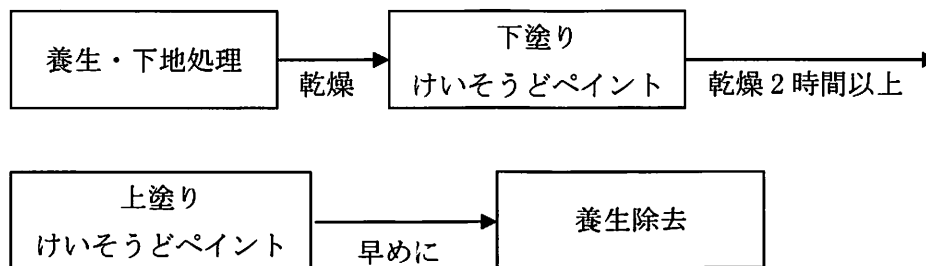 養生・下地処理
乾燥
下塗り
けいそうどペイント
乾燥2時間以上
上塗り
けいそうどペイント
早めに
養生除去